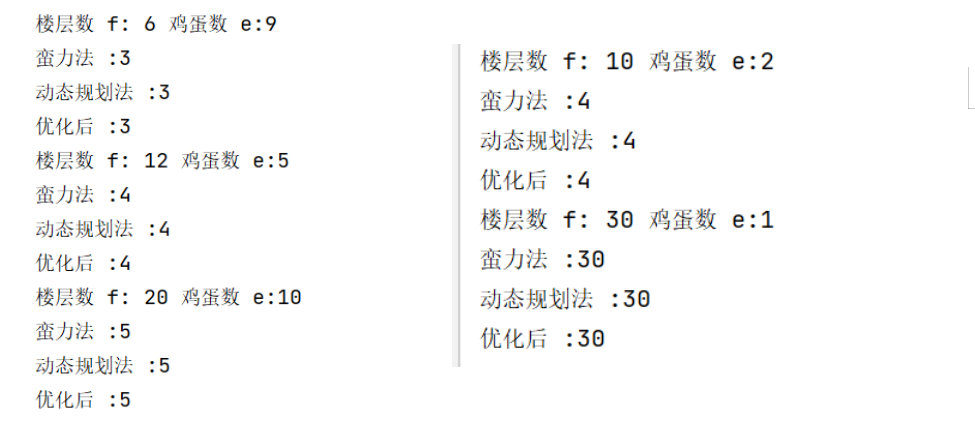 楼层数 f: 6 鸡蛋数 e:9
蛮力法 :3
动态规划法 :3
优化后 :3
楼层数 f: 12 鸡蛋数 e:5
蛮力法 :4
动态规划法 :4
优化后 :4
楼层数 f: 20 鸡蛋数 e:10
蛮力法 :5
动态规划法 :5
优化后 :5
楼层数 f: 10 鸡蛋数 e:2
蛮力法 :4
动态规划法 :4
优化后 :4
楼层数 f: 30 鸡蛋数 e:1
蛮力法 :30
动态规划法 :30
优化后 :30